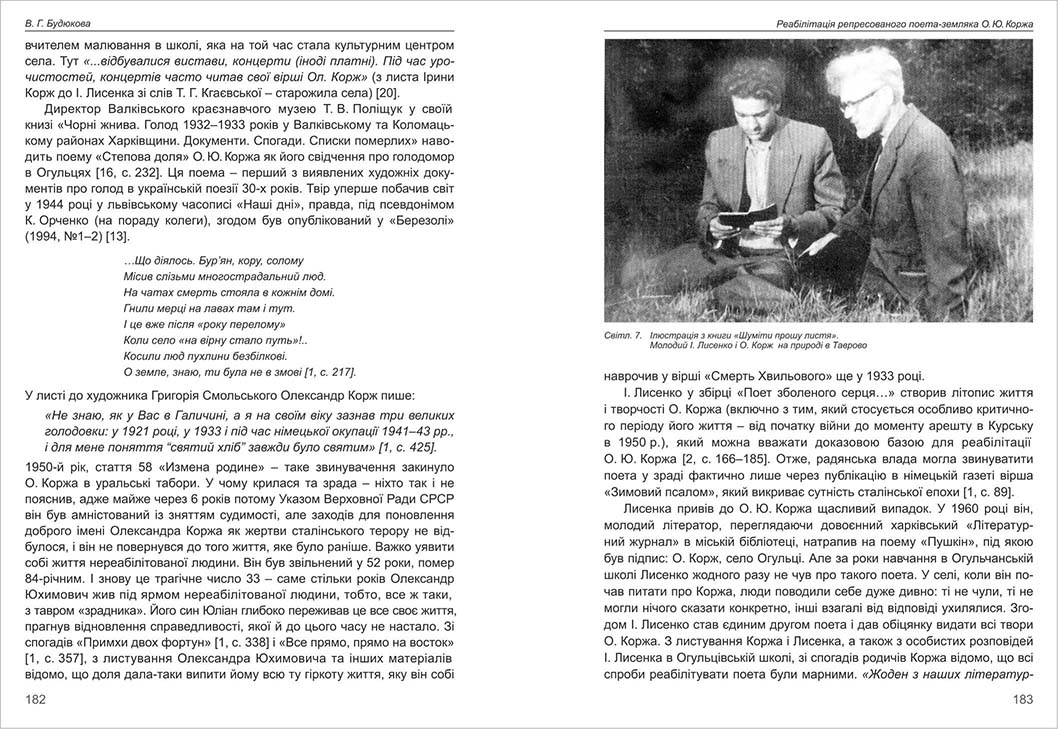 В. Г. Будюкова
вчителем малювання в школі, яка на той час стала культурним центром
села. Тут «...відбувалися вистави, концерти (іноді платні). Під час уро-
чистостей, концертів часто читав свої вірші Ол. Корж» (з листа Ірини
Корж до І. Лисенка зі слів Т. Г. Кгаєвської – старожила села) [20].
Директор Валківського краєзнавчого музею Т. В. Поліщук у своїй
книзі «Чорні жнива. Голод 1932–1933 років у Валківському та Коломаць-
кому районах Харківщини. Документи. Спогади. Списки померлих» наво-
дить поему «Степова доля» О. Ю. Коржа як його свідчення про голодомор
в Огульцях [16, с. 232]. Ця поема – перший з виявлених художніх доку-
ментів про голод в українській поезії 30-х років. Твір уперше побачив світ
у 1944 році у львівському часописі «Наші дні», правда, під псевдонімом
К. Орченко (на пораду колеги), згодом був опублікований у «Березолі»
(1994, №1–2) [13].
…Що діялось. Бур’ян, кору, солому
Місив слізьми многострадальний люд.
На чатах смерть стояла в кожнім домі.
Гнили мерці на лавах там і тут.
І це вже після «року перелому»
Коли село «на вірну стало путь»!..
Косили люд пухлини безбілкові.
О земле, знаю, ти була не в змові [1, с. 217].
У листі до художника Григорія Смольського Олександр Корж пише:
«Не знаю, як у Вас в Галичині, а я на своїм віку зазнав три великих
голодовки: у 1921 році, у 1933 і під час німецької окупації 1941–43 рр.,
і для мене поняття “святий хліб” завжди було святим» [1, с. 425].
1950-й рік, стаття 58 «Измена родине» – таке звинувачення закинуло
О. Коржа в уральські табори. У чому крилася та зрада – ніхто так і не
пояснив, адже майже через 6 років потому Указом Верховної Ради СРСР
він був амністований із зняттям судимості, але заходів для поновлення
доброго імені Олександра Коржа як жертви сталінського терору не від-
булося, і він не повернувся до того життя, яке було раніше. Важко уявити
собі життя нереабілітованої людини. Він був звільнений у 52 роки, помер
84-річним. І знову це трагічне число 33 – саме стільки років Олександр
Юхимович жив під ярмом нереабілітованої людини, тобто, все ж таки,
з тавром «зрадника». Його син Юліан глибоко переживав це все своє життя,
прагнув відновлення справедливості, якої й до цього часу не настало. Зі
спогадів «Примхи двох фортун» [1, с. 338] і «Все прямо, прямо на восток»
[1, с. 357], з листування Олександра Юхимовича та інших матеріалів
відомо, що доля дала-таки випити йому всю ту гіркоту життя, яку він собі
182
Реабілітація репресованого поета-земляка О. Ю. Коржа
Світл. 7. Ілюстрація з книги «Шуміти прошу листя».
Молодий І. Лисенко і О. Корж на природі в Таврово
наврочив у вірші «Смерть Хвильового» ще у 1933 році.
І. Лисенко у збірці «Поет зболеного серця…» створив літопис життя
і творчості О. Коржа (включно з тим, який стосується особливо критично-
го періоду його життя – від початку війни до моменту арешту в Курську
в 1950 р.), який можна вважати доказовою базою для реабілітації
О. Ю. Коржа [2, с. 166–185]. Отже, радянська влада могла звинуватити
поета у зраді фактично лише через публікацію в німецькій газеті вірша
«Зимовий псалом», який викриває сутність сталінської епохи [1, с. 89].
Лисенка привів до О. Ю. Коржа щасливий випадок. У 1960 році він,
молодий літератор, переглядаючи довоєнний харківський «Літератур-
ний журнал» в міській бібліотеці, натрапив на поему «Пушкін», під якою
був підпис: О. Корж, село Огульці. Але за роки навчання в Огульчанській
школі Лисенко жодного разу не чув про такого поета. У селі, коли він по-
чав питати про Коржа, люди поводили себе дуже дивно: ті не чули, ті не
могли нічого сказати конкретно, інші взагалі від відповіді ухилялися. Зго-
дом І. Лисенко став єдиним другом поета і дав обіцянку видати всі твори
О. Коржа. З листування Коржа і Лисенка, а також з особистих розповідей
І. Лисенка в Огульцівській школі, зі спогадів родичів Коржа відомо, що всі
спроби реабілітувати поета були марними. «Жоден з наших літератур-
183